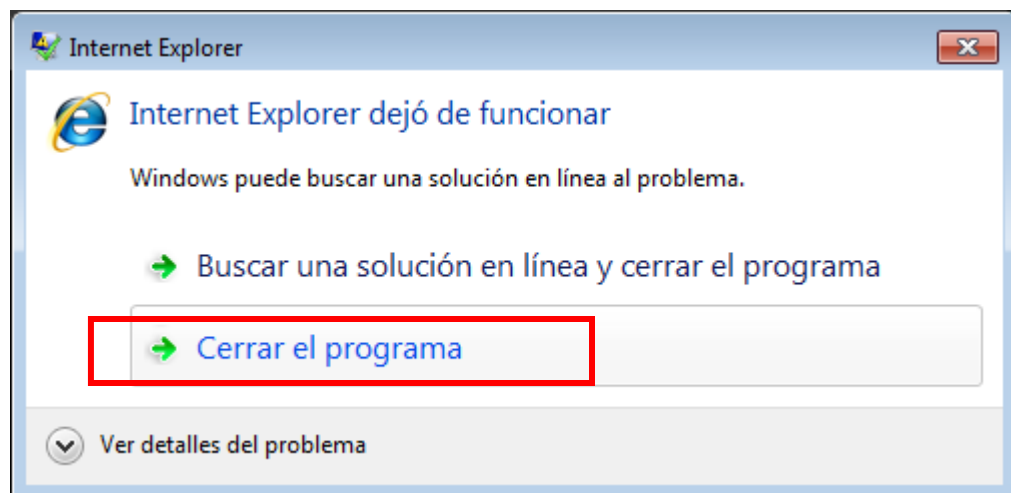 Internet Explorer
Internet Explorer dejó de funcionar
Windows puede buscar una solución en línea al problema.
Buscar una solución en línea y cerrar el programa
Cerrar el programa
Ver detalles del problema